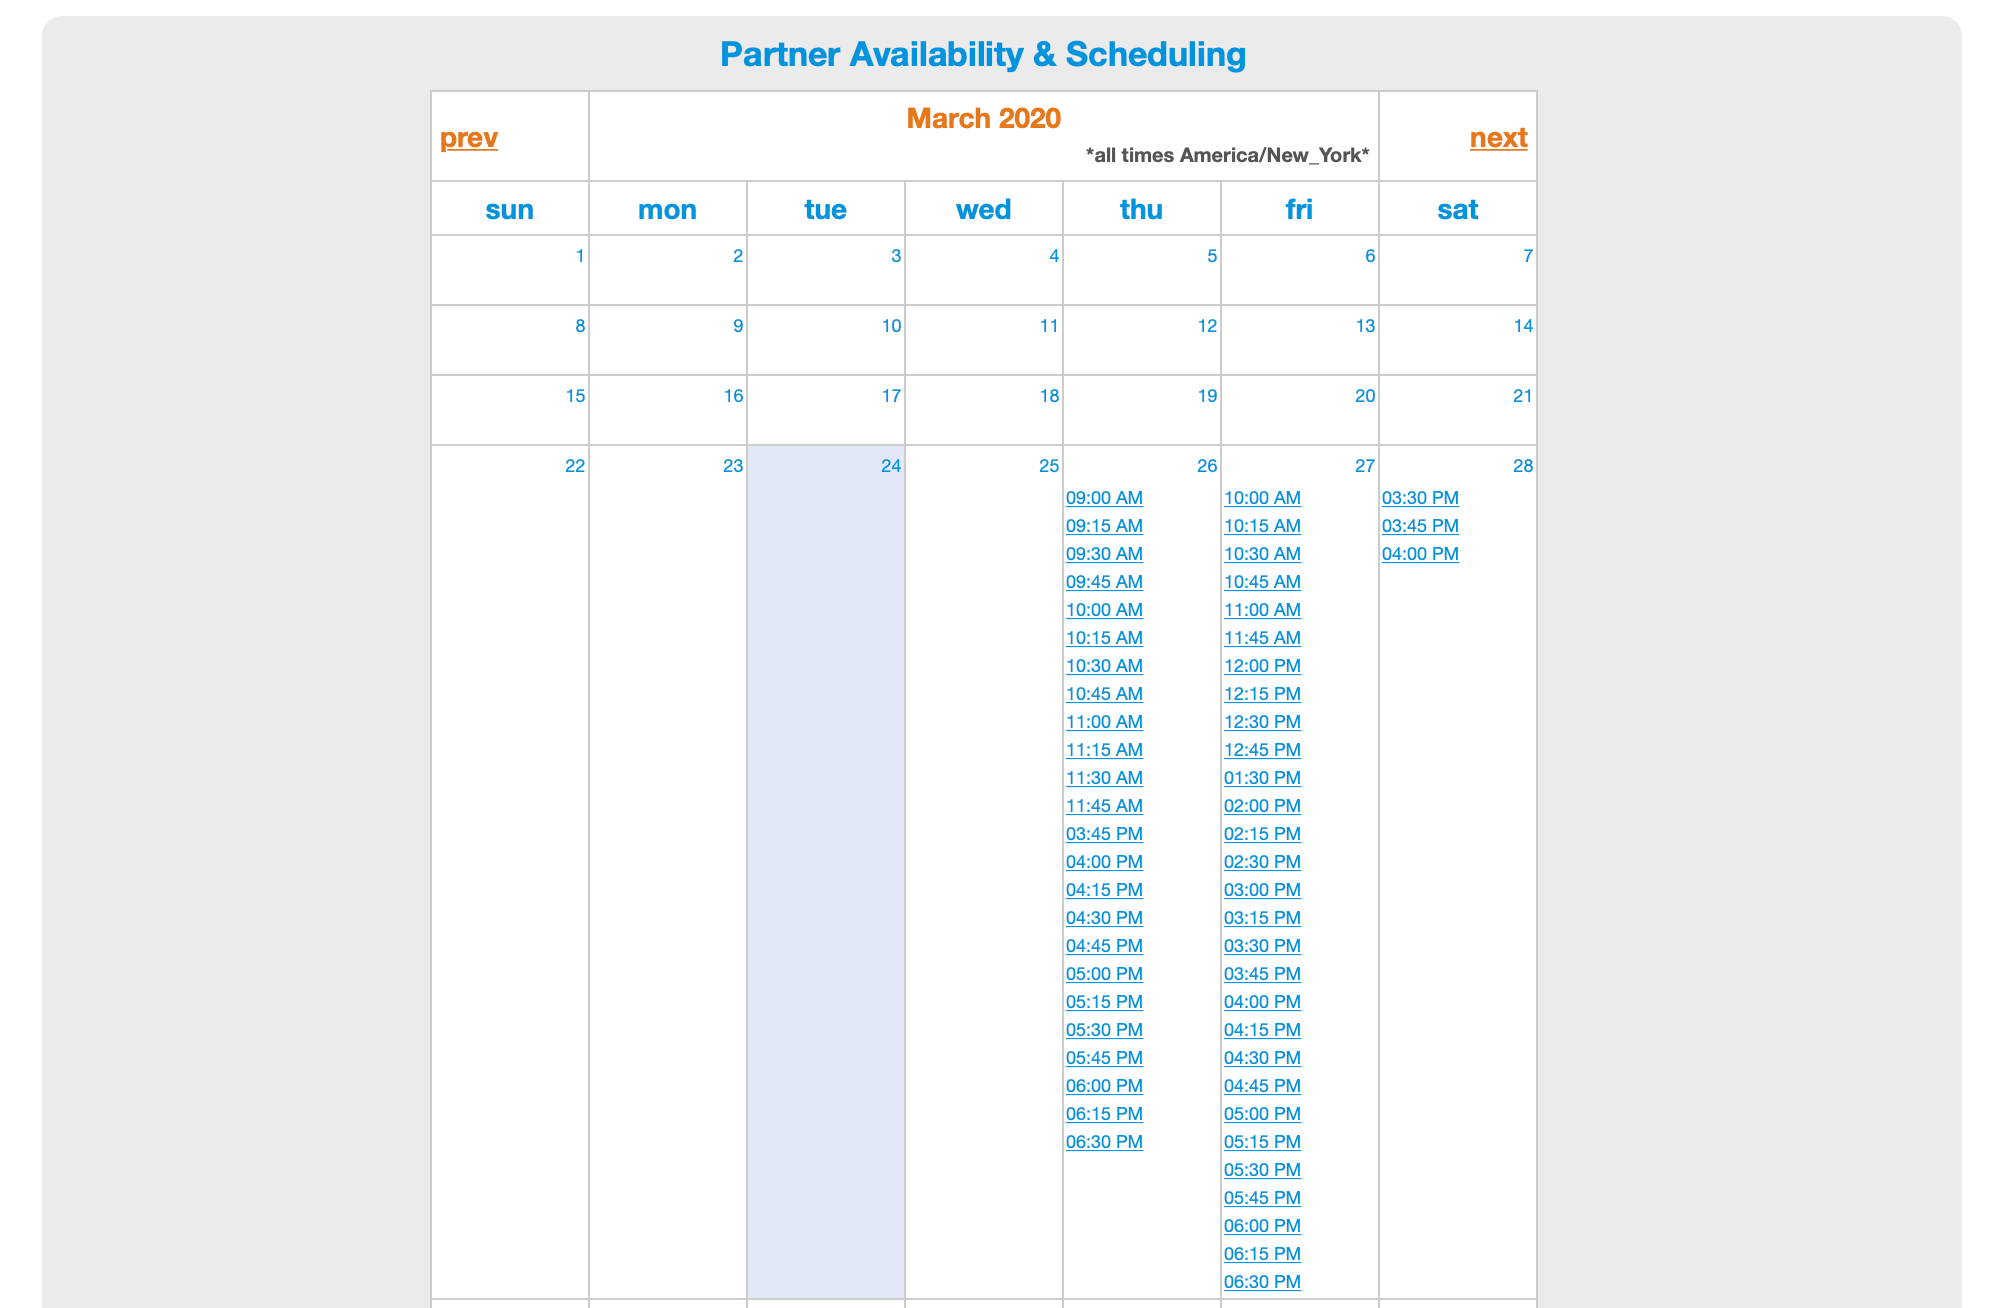 Partner Availability & Scheduling
prev
March 2020
*all times America/New_York*
next
sun mon tue wed thu fri sat
1 2 3 4 5 6 7
8 9 10 11 12 13 14
15 16 17 18 19 20 21
22 23 24 25 26 27 28
09:00 AM 10:00 AM 03:30 PM
09:15 AM 10:15 AM 03:45 PM
09:30 AM 10:30 AM 04:00 PM
09:45 AM 10:45 AM
10:00 AM 11:00 AM
10:15 AM 11:45 AM
10:30 AM 12:00 PM
10:45 AM 12:15 PM
11:00 AM 12:30 PM
11:15 AM 12:45 PM
11:30 AM 01:30 PM
11:45 AM 02:00 PM
03:45 PM 02:15 PM
04:00 PM 02:30 PM
04:15 PM 03:00 PM
04:30 PM 03:15 PM
04:45 PM 03:30 PM
05:00 PM 03:45 PM
05:15 PM 04:00 PM
05:30 PM 04:15 PM
05:45 PM 04:30 PM
06:00 PM 04:45 PM
06:15 PM 05:00 PM
06:30 PM 05:15 PM
05:30 PM
05:45 PM
06:00 PM
06:15 PM
06:30 PM